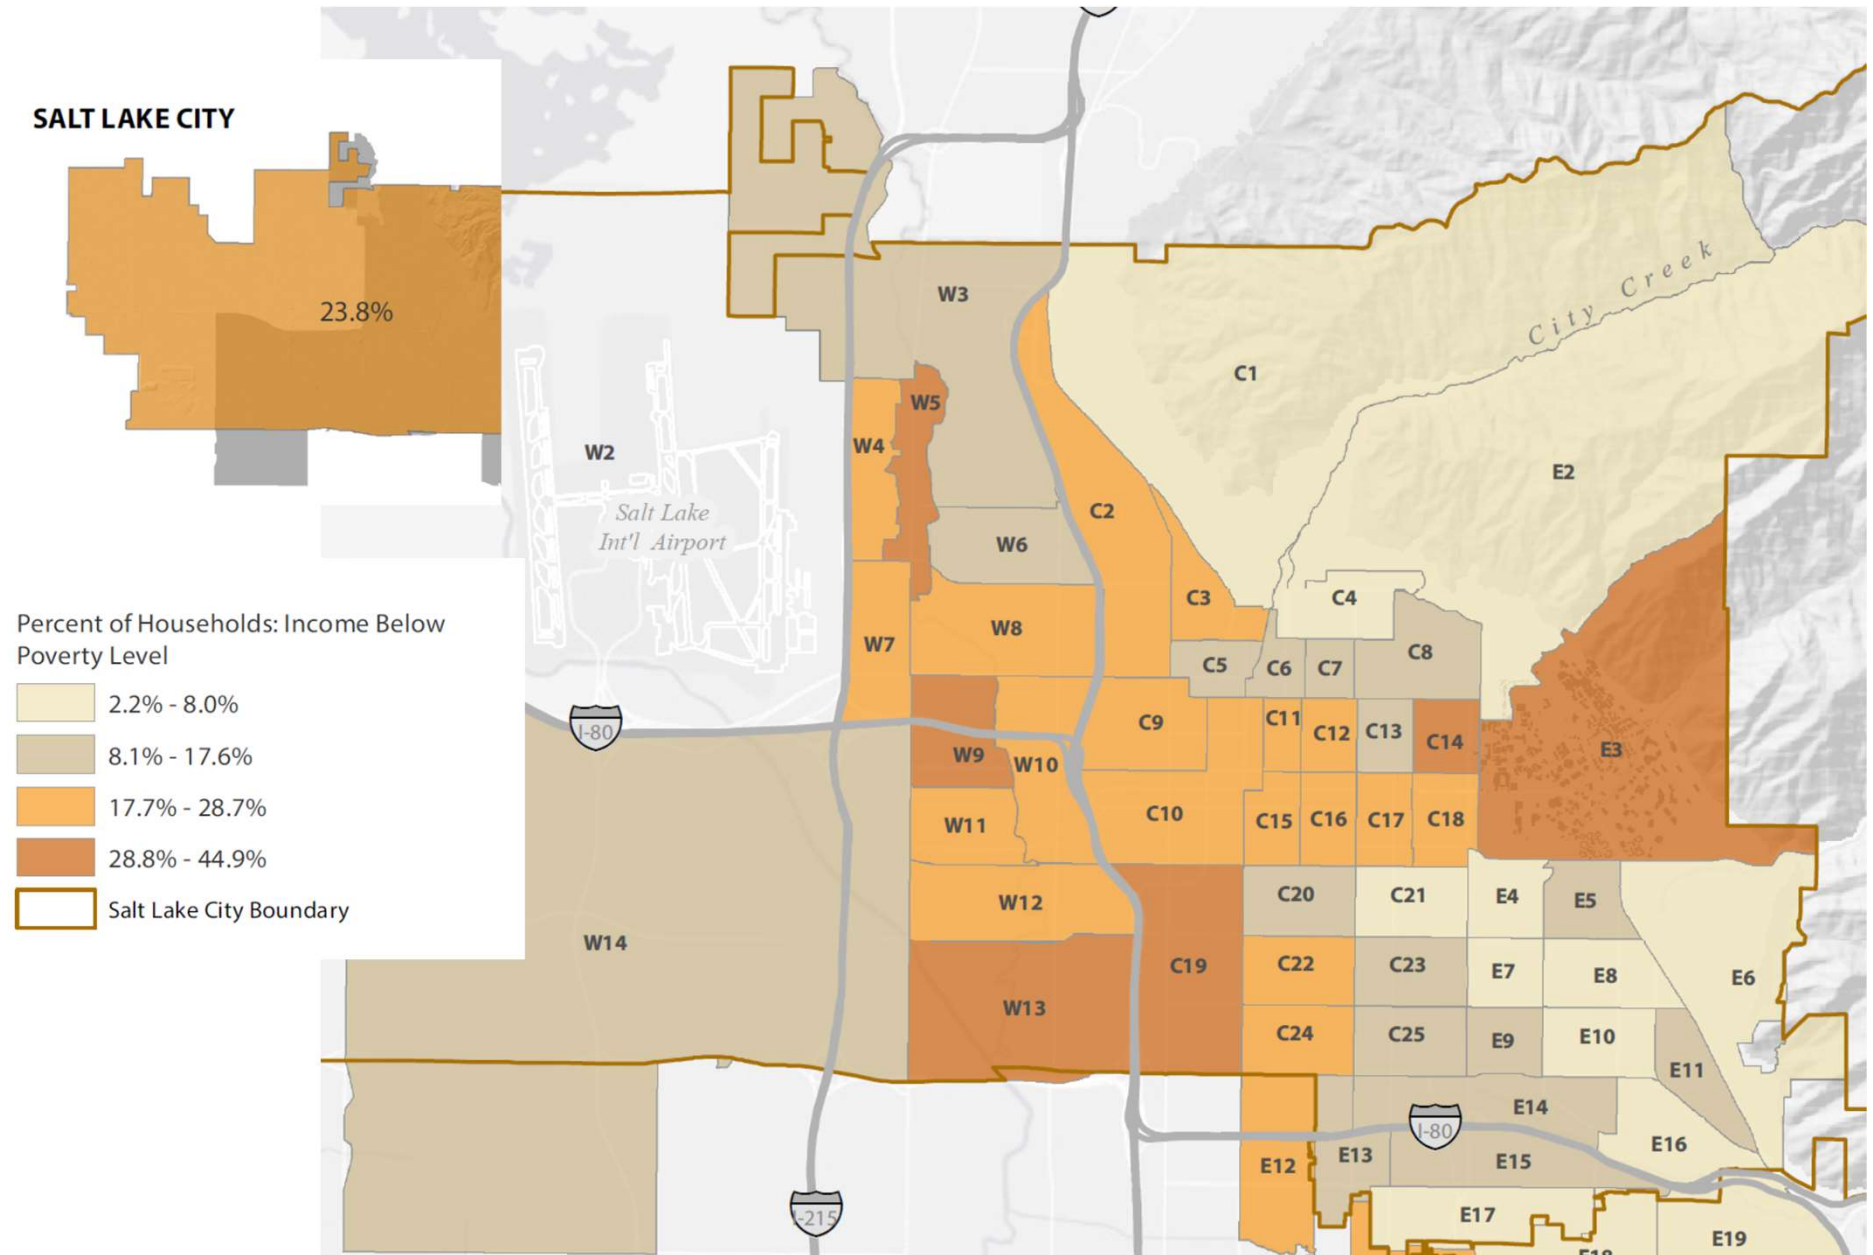 SALT LAKE CITY
23.8%
Percent of Households: Income Below
Poverty Level
2.2% - 8.0%
8.1% - 17.6%
17.7% - 28.7%
28.8% - 44.9%
Salt Lake City Boundary
City Creek
W3
C1
W5
W4
W2
E2
Salt Lake
Int'l Airport
C2
W6
C3
C4
W8
W7
C5
C6
C7
C8
I-80
W9
W10
C9
C11
C12
C13
C14
E3
W11
C10
C15
C16
C17
C18
W12
C20
C21
E4
E5
W14
C19
C22
C23
E7
E8
E6
W13
C24
C25
E9
E10
E11
E14
I-80
E12
E13
E15
E16
I-215
E17
E19